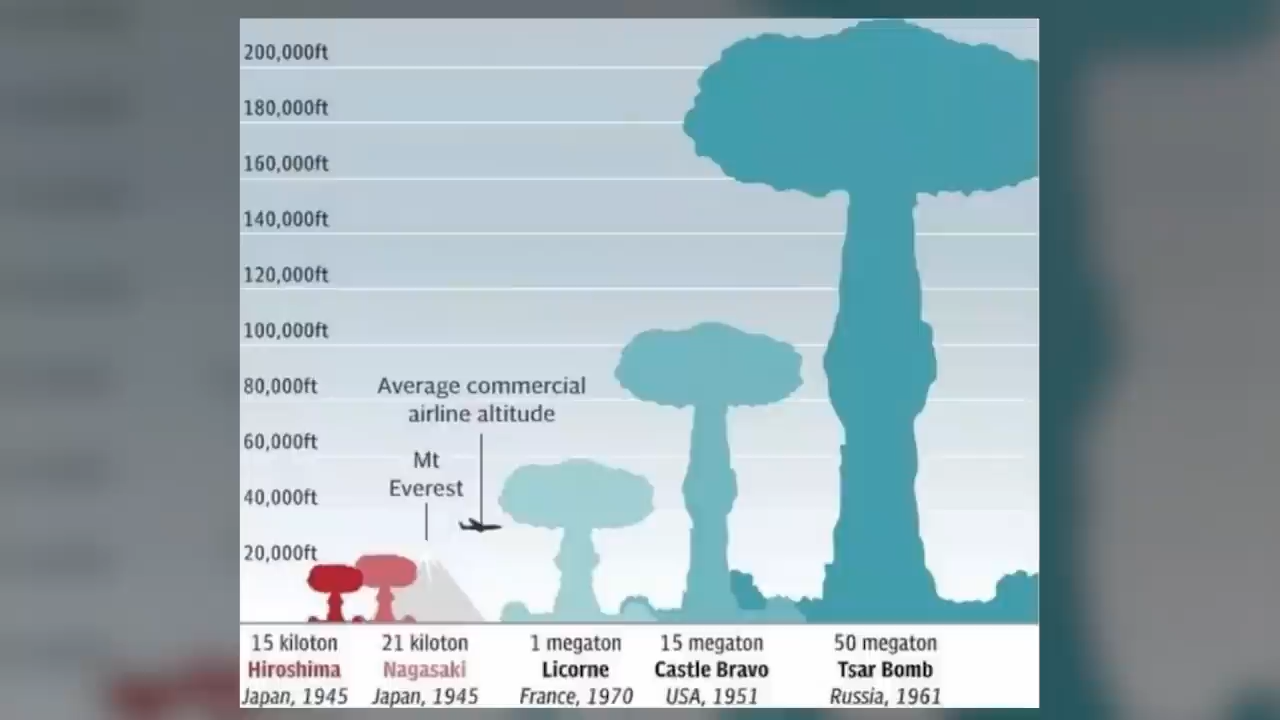 200,000ft
180,000ft
160,000ft
140,000ft
120,000ft
100,000ft
80,000ft
Average commercial
airline altitude
60,000ft
Mt
Everest
40,000ft
20,000ft
15 kiloton
Hiroshima
Japan, 1945
21 kiloton
Nagasaki
Japan, 1945
1 megaton
Licorne
France, 1970
15 megaton
Castle Bravo
USA, 1951
50 megaton
Tsar Bomb
Russia, 1961